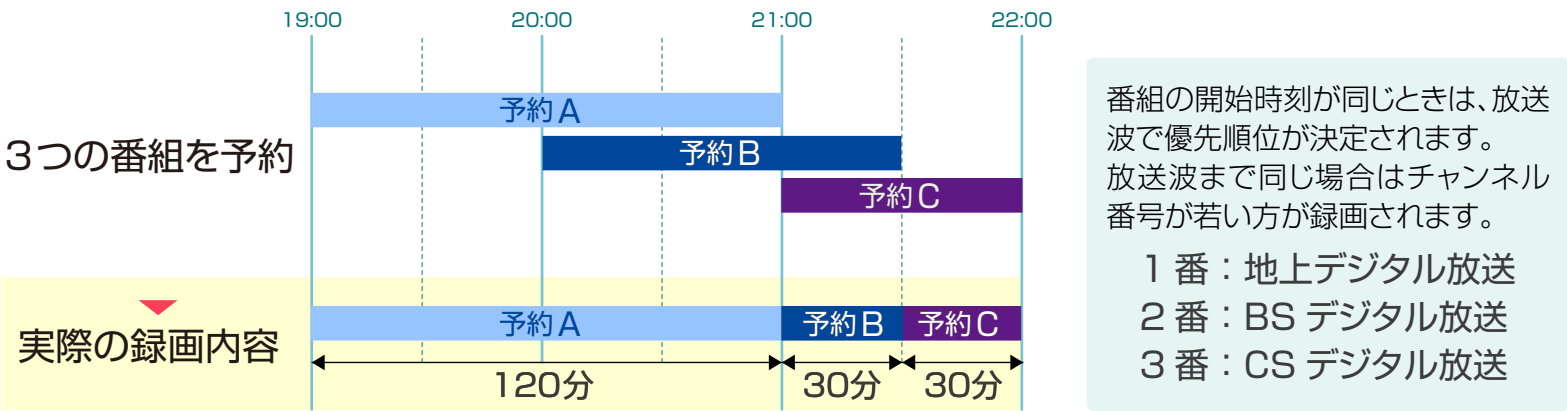 19:00 20:00 21:00 22:00
予約A
3つの番組を予約
予約B
予約C
実際の録画内容
予約A 予約B 予約C
120分 30分 30分
番組の開始時刻が同じときは、放送
波で優先順位が決定されます。
放送波まで同じ場合はチャンネル
番号が若い方が録画されます。
1番：地上デジタル放送
2番：BSデジタル放送
3番：CSデジタル放送